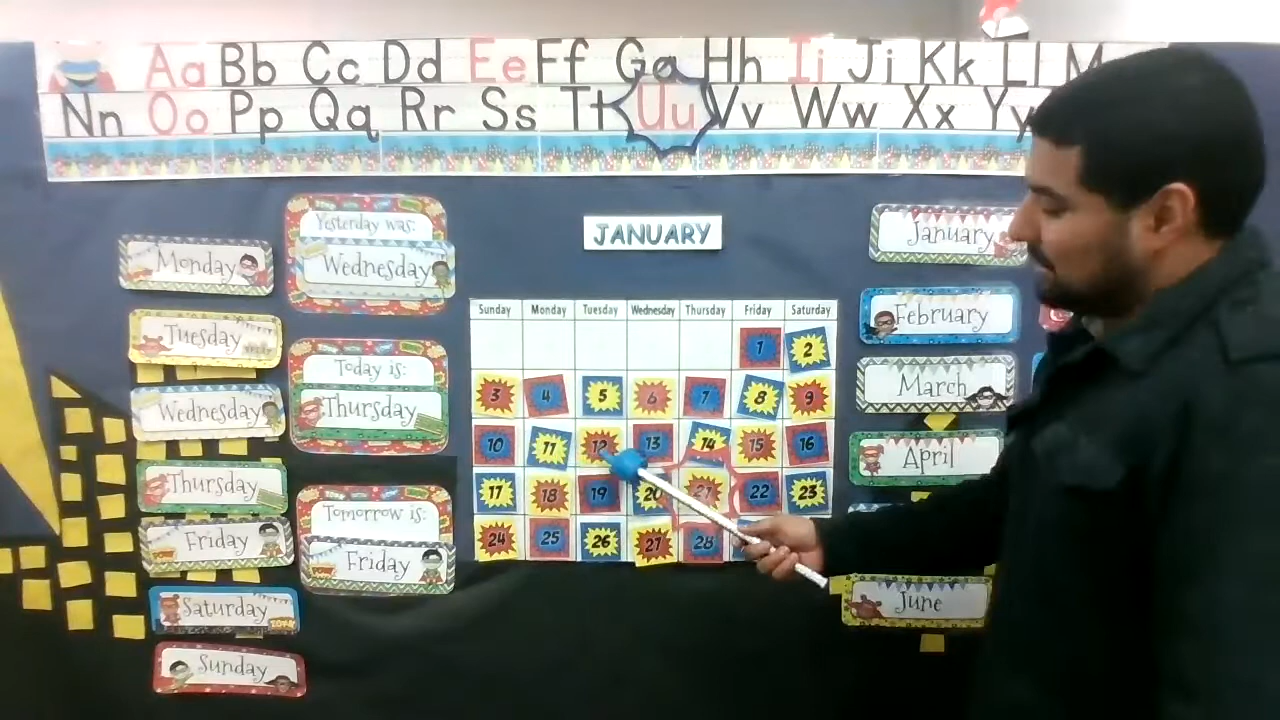 Aa Bb Cc Dd Ee Ff Gg Hh Ii Jj Kk Ll M
Nn Oo Pp Qq Rr Ss Tt Uu Vv Ww Xx Yy
Monday
Tuesday
Wednesday
Thursday
Friday
Saturday
Sunday
Yesterday was:
Wednesday
Today is:
Thursday
Tomorrow is:
Friday
JANUARY
Sunday Monday Tuesday Wednesday Thursday Friday Saturday
1 2
3 4 5 6 7 8 9
10 11 12 13 14 15 16
17 18 19 20 21 22 23
24 25 26 27 28
January
February
March
April
June